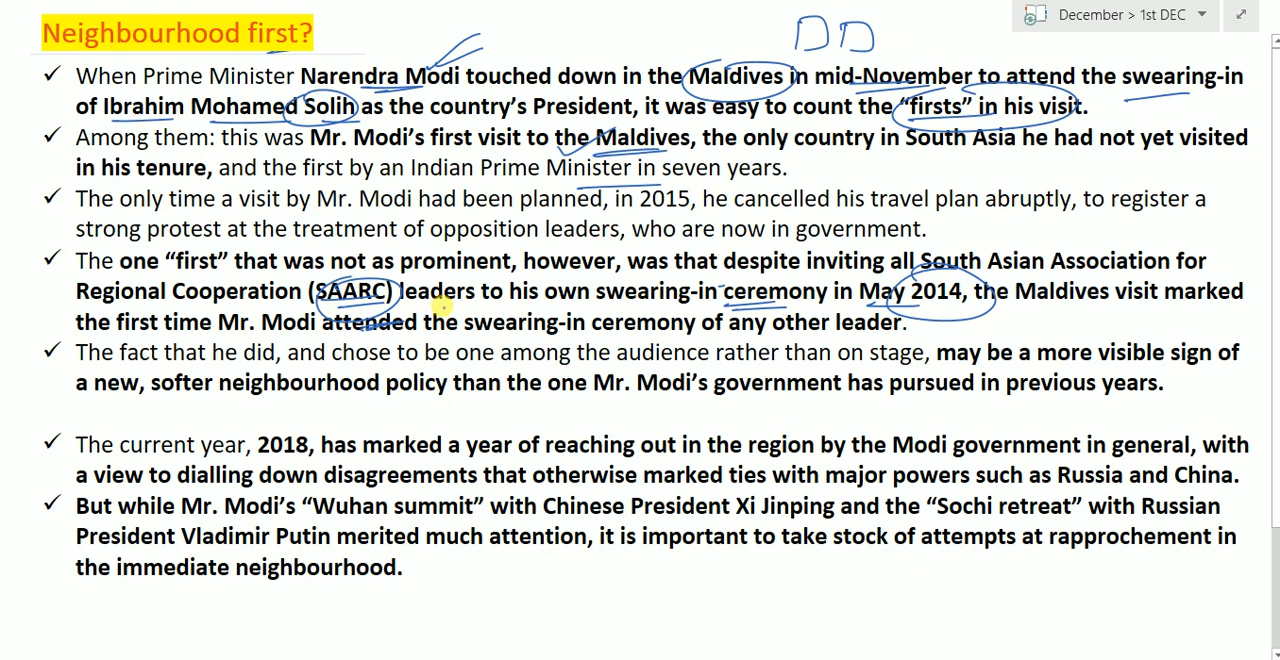 December > 1st DEC
Neighbourhood first?
DD
✓ When Prime Minister Narendra Modi touched down in the Maldives in mid-November to attend the swearing-in
of Ibrahim Mohamed Solih as the country's President, it was easy to count the “firsts” in his visit.
✓ Among them: this was Mr. Modi's first visit to the Maldives, the only country in South Asia he had not yet visited
in his tenure, and the first by an Indian Prime Minister in seven years.
✓ The only time a visit by Mr. Modi had been planned, in 2015, he cancelled his travel plan abruptly, to register a
strong protest at the treatment of opposition leaders, who are now in government.
✓ The one “first” that was not as prominent, however, was that despite inviting all South Asian Association for
Regional Cooperation (SAARC) leaders to his own swearing-in ceremony in May 2014, the Maldives visit marked
the first time Mr. Modi attended the swearing-in ceremony of any other leader.
✓ The fact that he did, and chose to be one among the audience rather than on stage, may be a more visible sign of
a new, softer neighbourhood policy than the one Mr. Modi's government has pursued in previous years.
✓ The current year, 2018, has marked a year of reaching out in the region by the Modi government in general, with
a view to dialling down disagreements that otherwise marked ties with major powers such as Russia and China.
✓ But while Mr. Modi's “Wuhan summit” with Chinese President Xi Jinping and the “Sochi retreat” with Russian
President Vladimir Putin merited much attention, it is important to take stock of attempts at rapprochement in
the immediate neighbourhood.